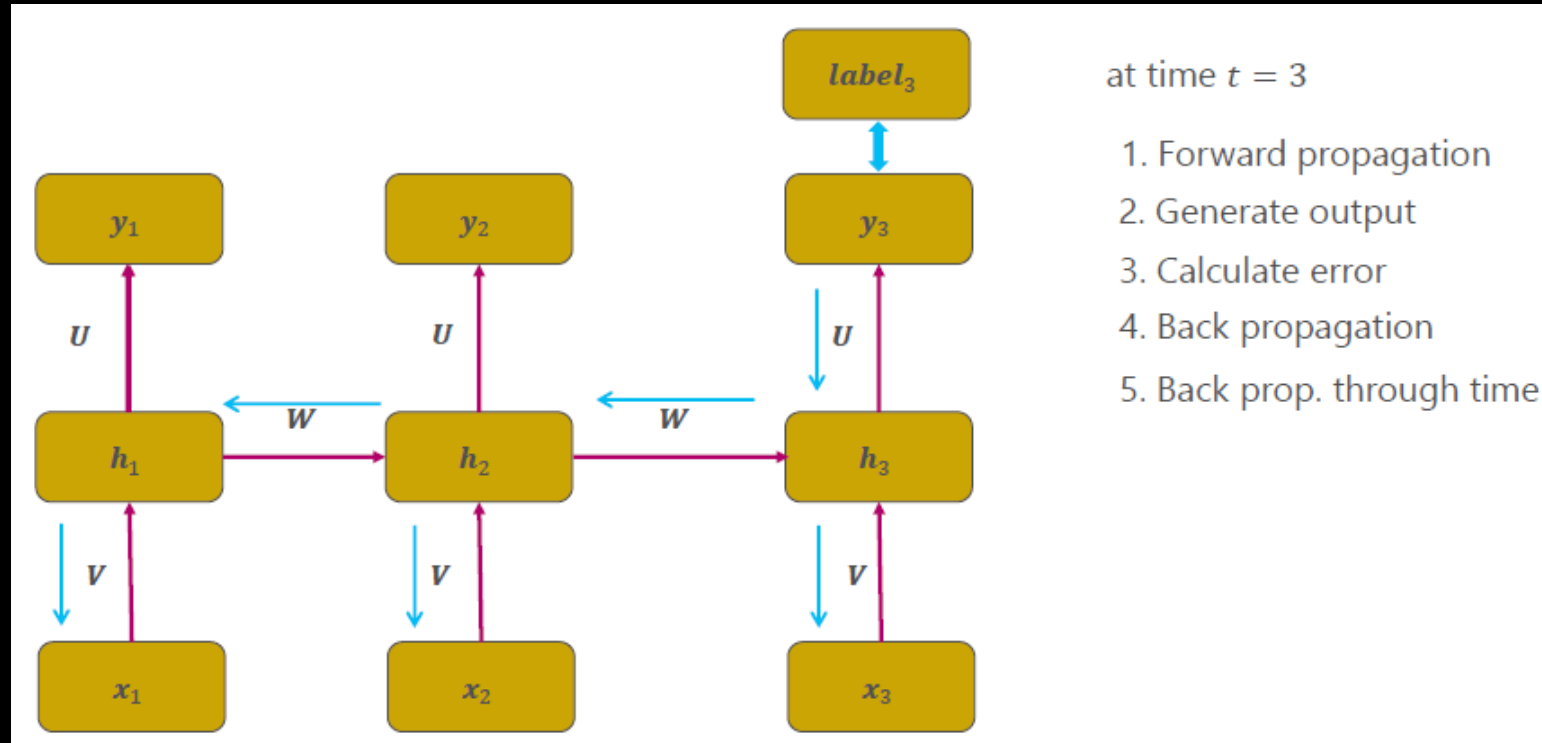 label₃
at time t = 3
1. Forward propagation
y₁ y₂ y₃
2. Generate output
3. Calculate error
U U U
4. Back propagation
5. Back prop. through time
W W
h₁ h₂ h₃
V V V
x₁ x₂ x₃